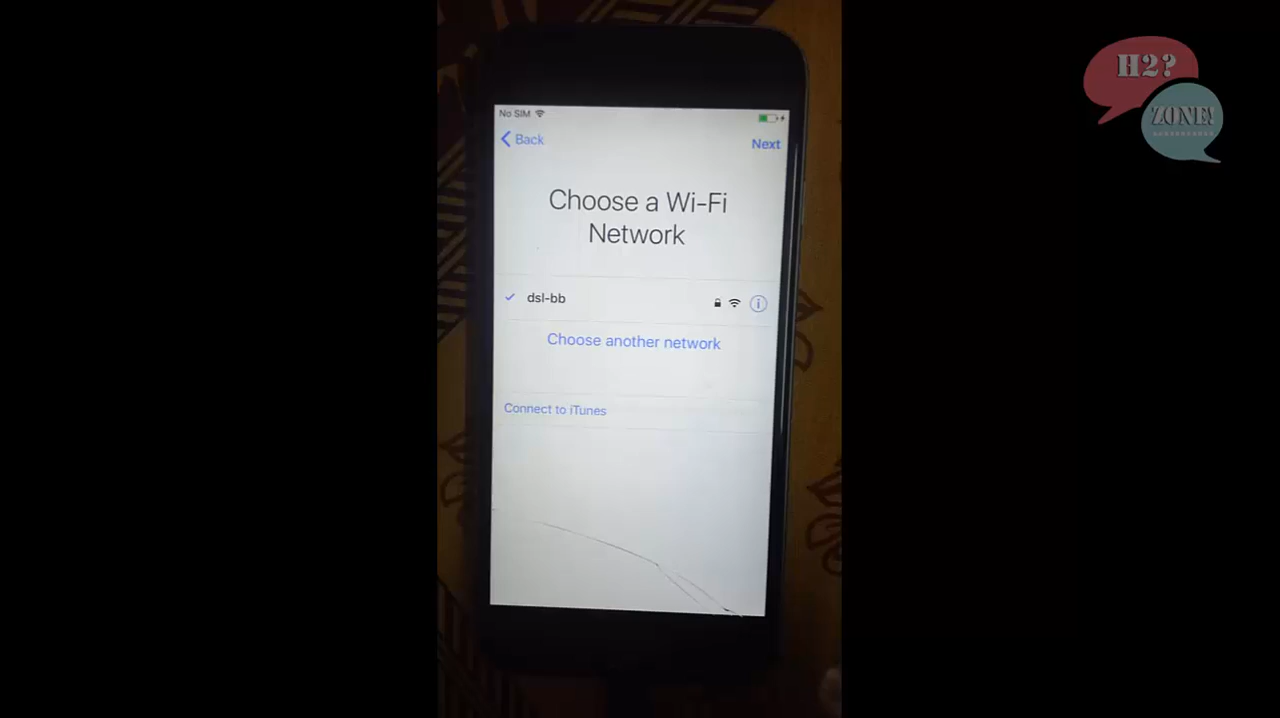 No SIM
Back
Next
Choose a Wi-Fi
Network
dsl-bb
Choose another network
Connect to iTunes
H2?
ZONE!